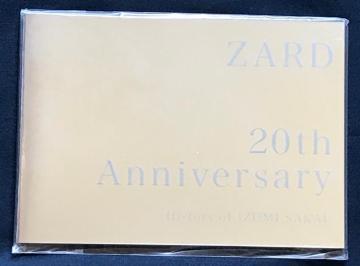 ZARD
20th
Anniversary
History of IZUMI SAKAI